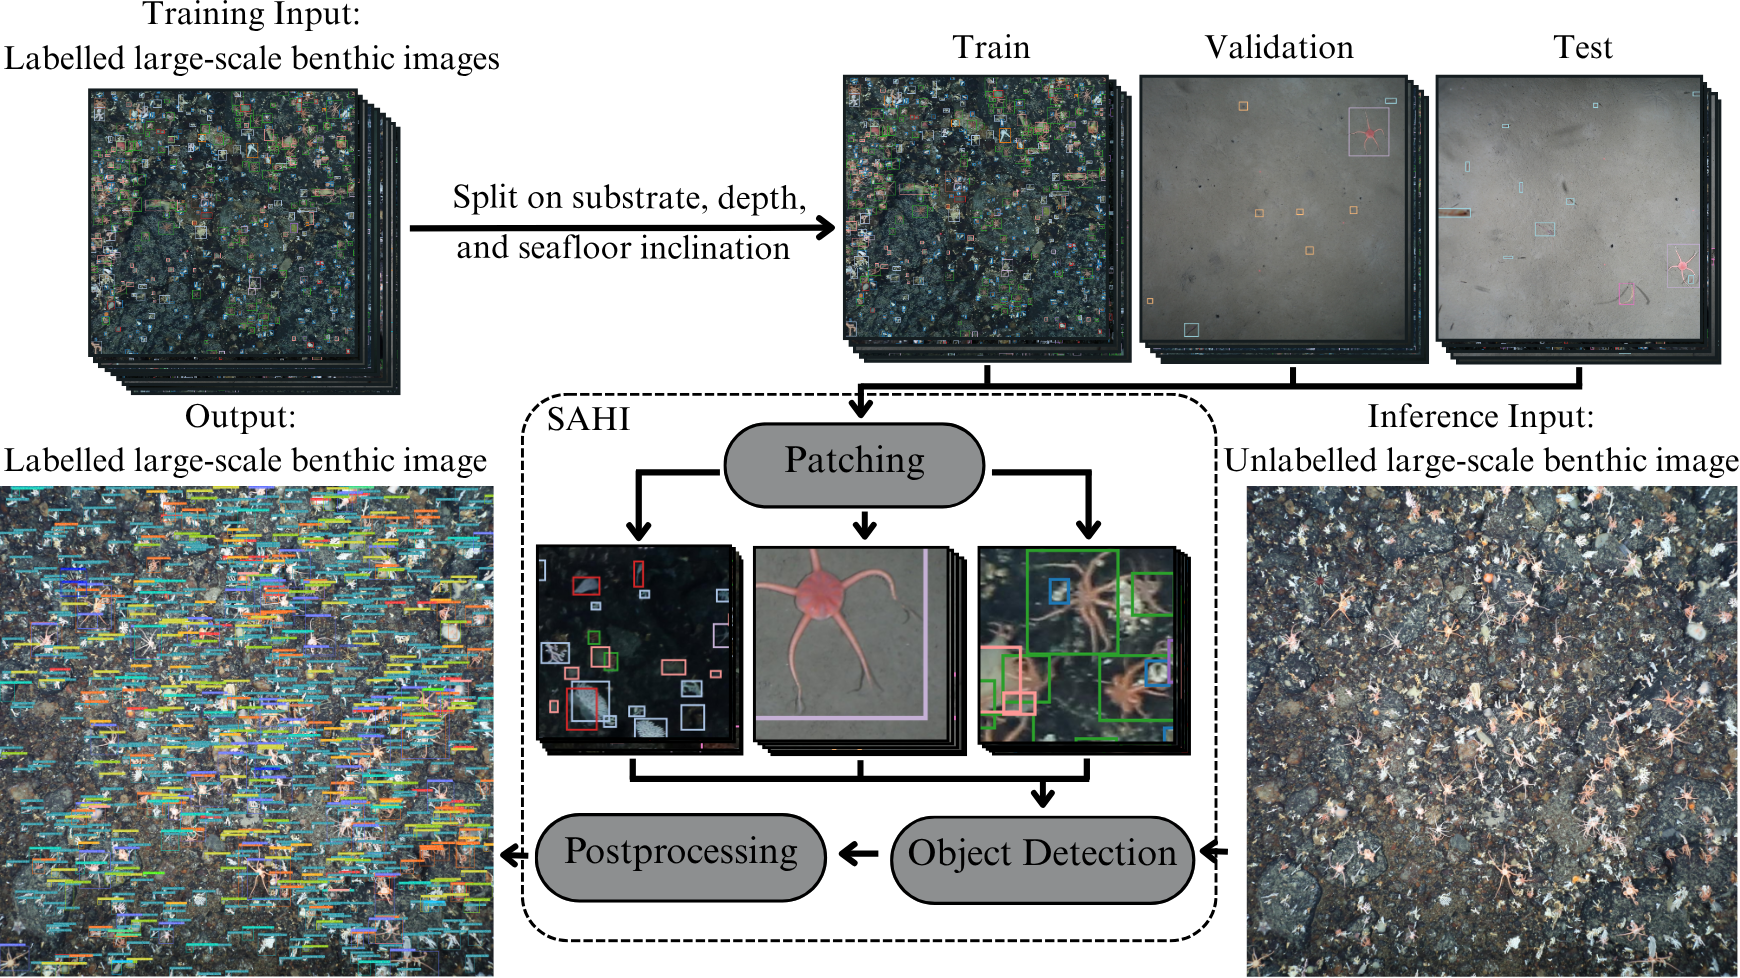 Training Input:
Labelled large-scale benthic images
Train
Validation
Test
Split on substrate, depth,
and seafloor inclination
Output:
Labelled large-scale benthic image
SAHI
Patching
Inference Input:
Unlabelled large-scale benthic image
Postprocessing
Object Detection